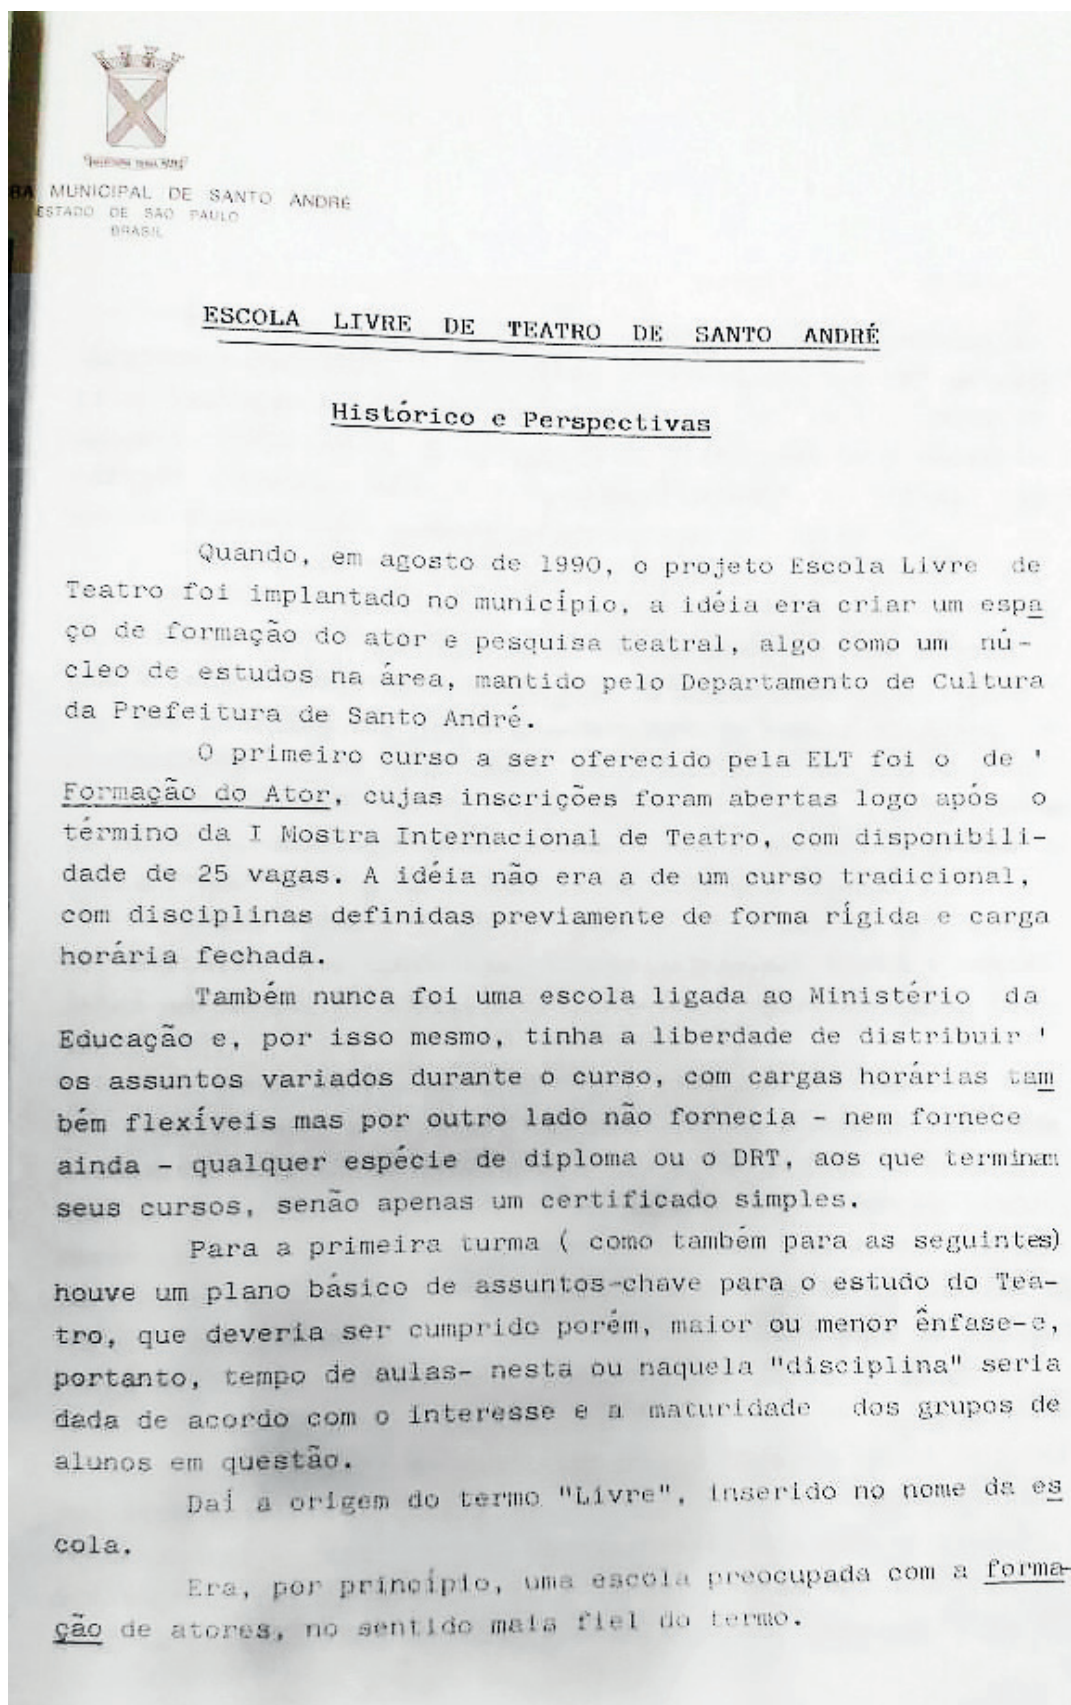 BA MUNICIPAL DE SANTO ANDRÉ
ESTADO DE SÃO PAULO
BRASIL
ESCOLA LIVRE DE TEATRO DE SANTO ANDRÉ
Histórico e Perspectivas
Quando, em agosto de 1990, o projeto Escola Livre de
Teatro foi implantado no município, a idéia era criar um espa
ço de formação do ator e pesquisa teatral, algo como um nú-
cleo de estudos na área, mantido pelo Departamento de Cultura
da Prefeitura de Santo André.
O primeiro curso a ser oferecido pela ELT foi o de '
Formação do Ator, cujas inscrições foram abertas logo após o
término da I Mostra Internacional de Teatro, com disponibili-
dade de 25 vagas. A idéia não era a de um curso tradicional,
com disciplinas definidas previamente de forma rígida e carga
horária fechada.
Também nunca foi uma escola ligada ao Ministério da
Educação e, por isso mesmo, tinha a liberdade de distribuir '
os assuntos variados durante o curso, com cargas horárias tam
bém flexíveis mas por outro lado não fornecia - nem fornece
ainda - qualquer espécie de diploma ou o DRT, aos que terminam
seus cursos, senão apenas um certificado simples.
Para a primeira turma ( como também para as seguintes)
houve um plano básico de assuntos-chave para o estudo do Tea-
tro, que deveria ser cumprido porém, maior ou menor ênfase-e,
portanto, tempo de aulas- nesta ou naquela "disciplina" seria
dada de acordo com o interesse e a maturidade dos grupos de
alunos em questão.
Daí a origem do termo "Livre", inserido no nome da es
cola.
Era, por princípio, uma escola preocupada com a forma-
ção de atores, no sentido mais fiel do termo.